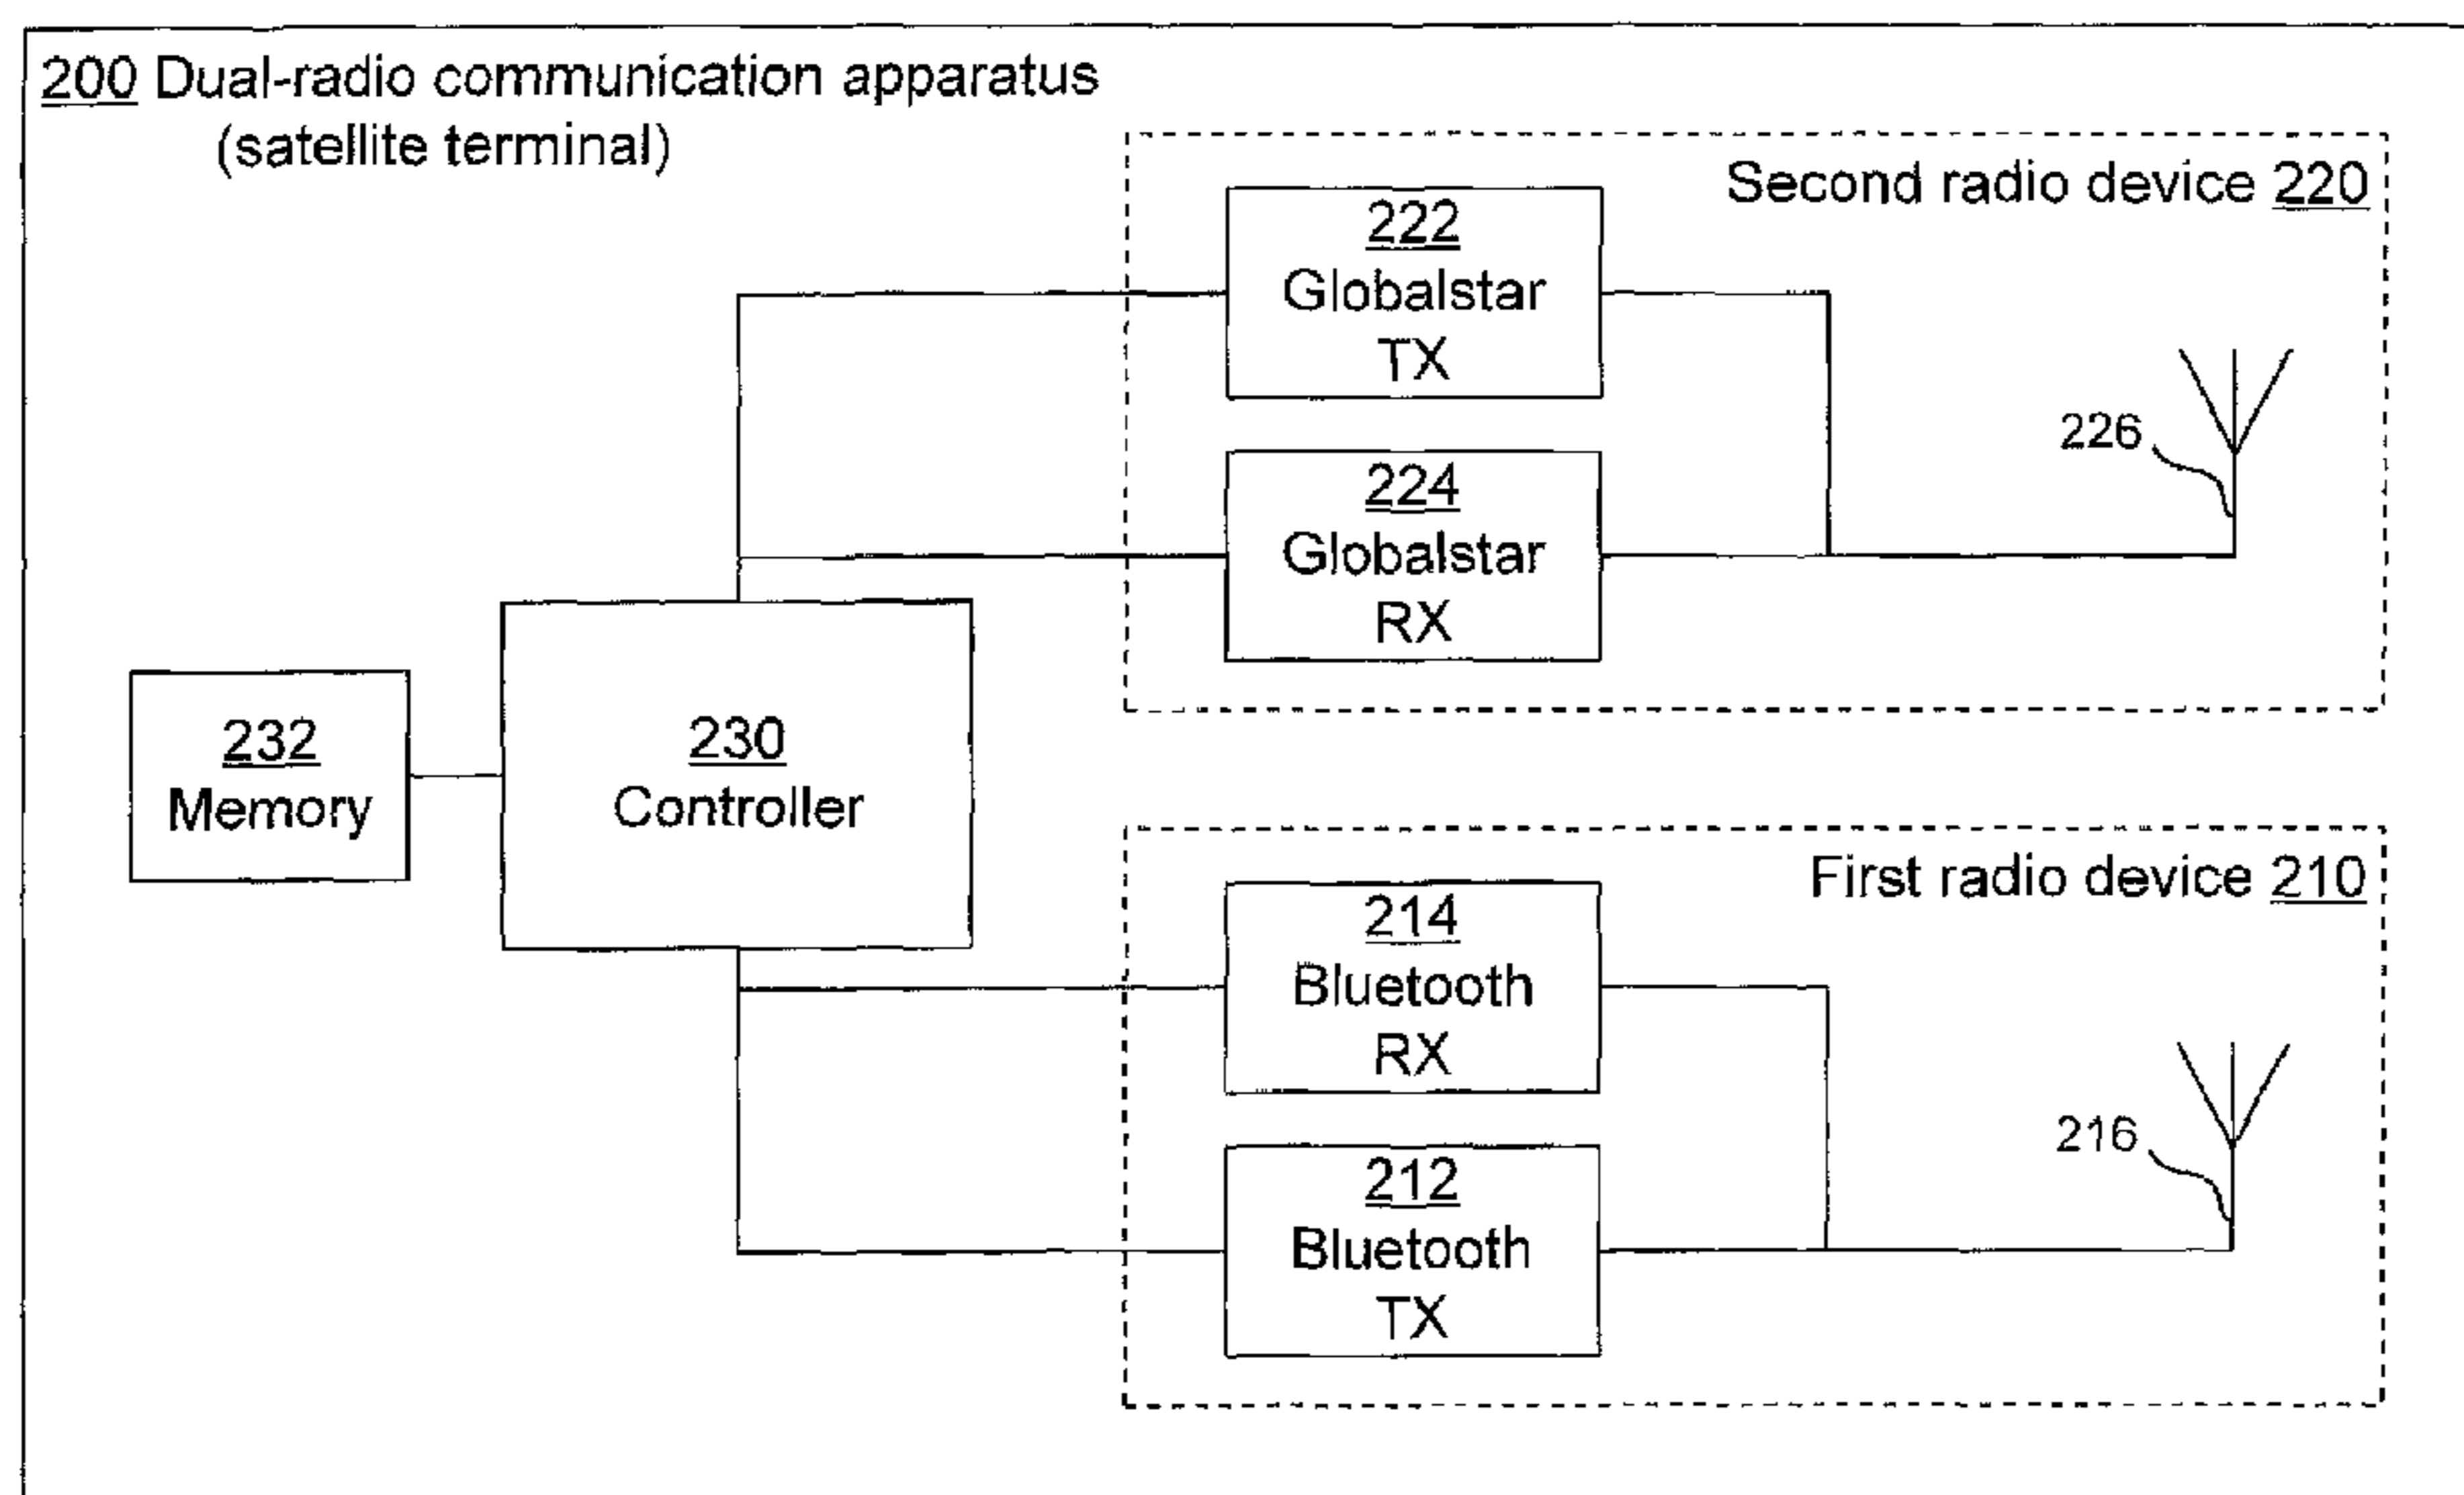 200 Dual-radio communication apparatus
(satellite terminal)
Second radio device 220
222
Globalstar
TX
224
Globalstar
RX
226
232
Memory
230
Controller
First radio device 210
214
Bluetooth
RX
212
Bluetooth
TX
216